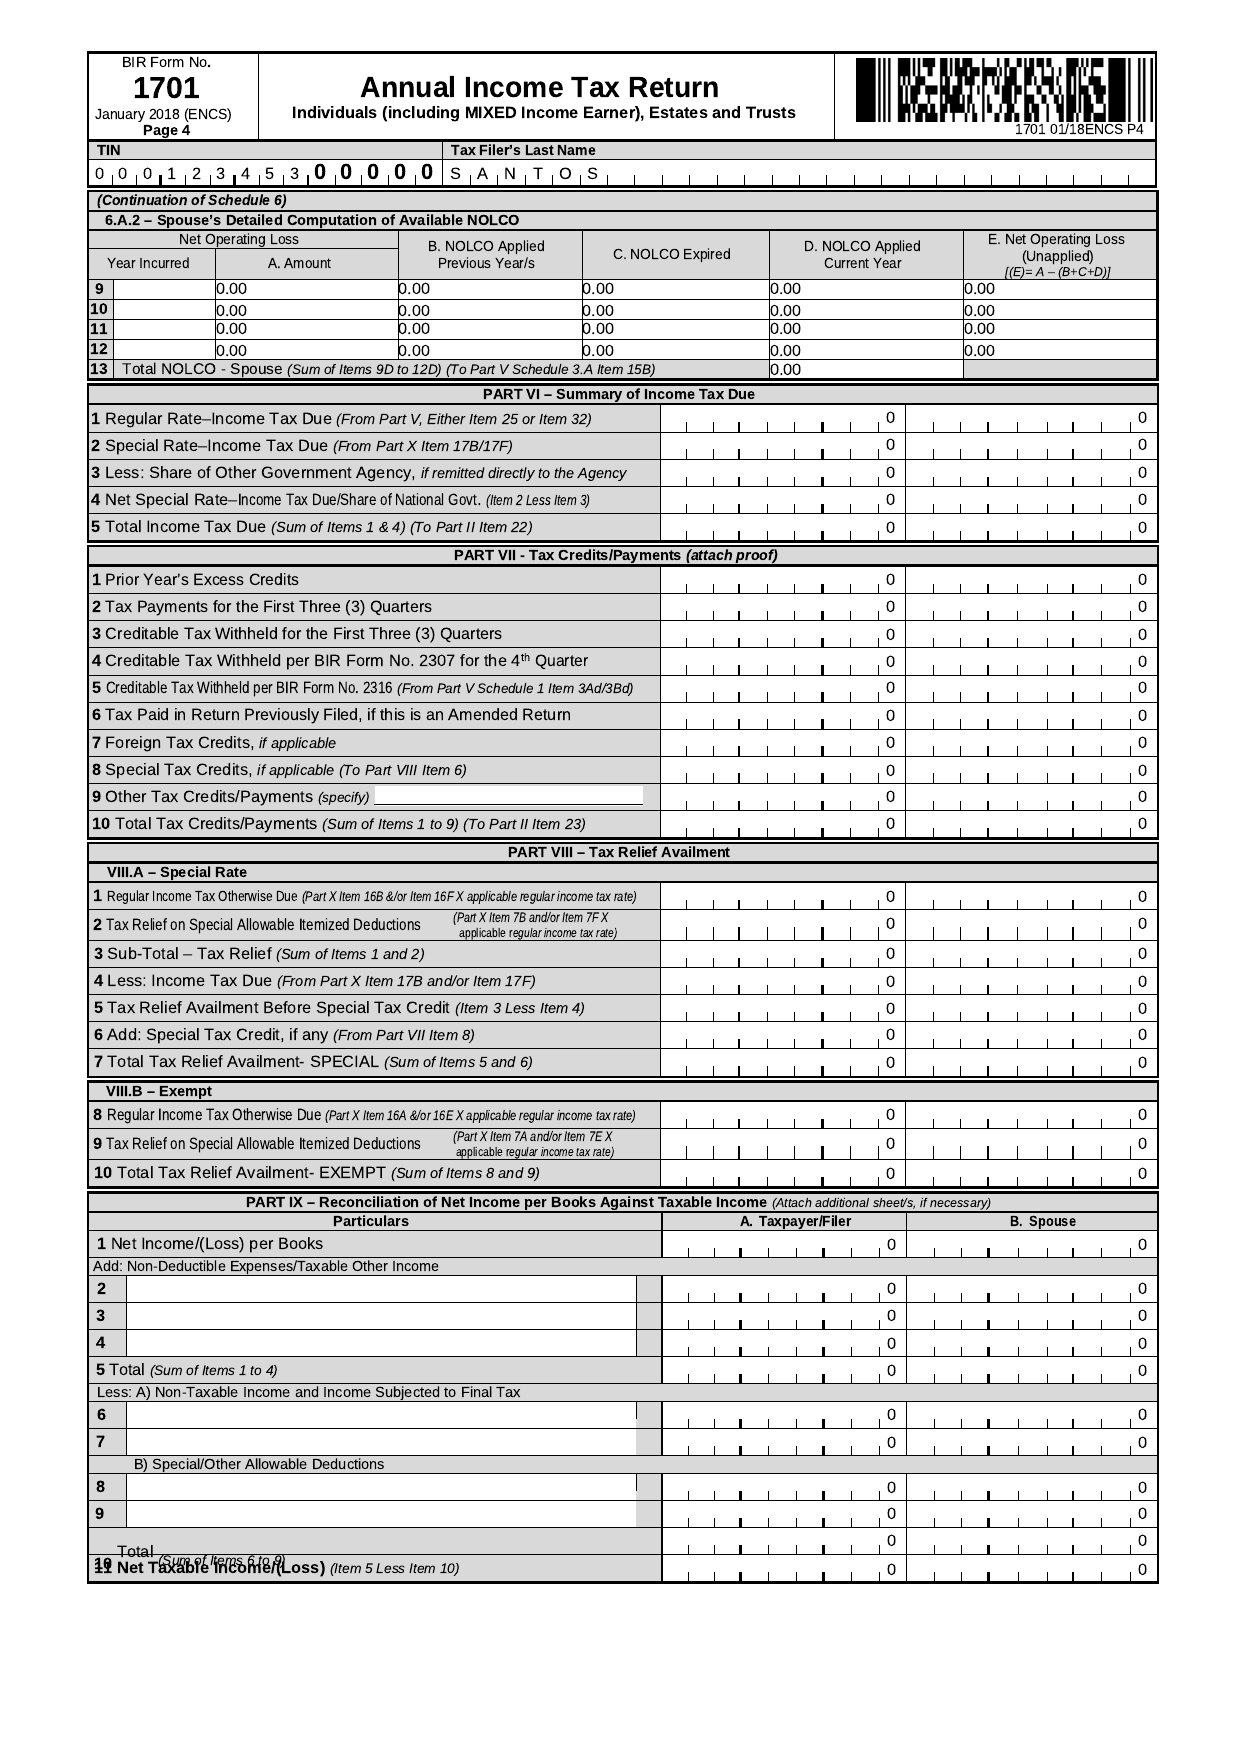 BIR Form No.
1701
January 2018 (ENCS)
Page 4
Annual Income Tax Return
Individuals (including MIXED Income Earner), Estates and Trusts
1701 01/18ENCS P4
TIN Tax Filer's Last Name
0 0 0 1 2 3 4 5 3 0 0 0 0 0 S A N T O S
(Continuation of Schedule 6)
6.A.2 – Spouse's Detailed Computation of Available NOLCO
Net Operating Loss
Year Incurred A. Amount
B. NOLCO Applied
Previous Year/s
C. NOLCO Expired
D. NOLCO Applied
Current Year
E. Net Operating Loss
(Unapplied)
[(E)= A – (B+C+D)]
9 0.00 0.00 0.00 0.00 0.00
10 0.00 0.00 0.00 0.00 0.00
11 0.00 0.00 0.00 0.00 0.00
12 0.00 0.00 0.00 0.00 0.00
13 Total NOLCO - Spouse (Sum of Items 9D to 12D) (To Part V Schedule 3.A Item 15B) 0.00
PART VI – Summary of Income Tax Due
1 Regular Rate–Income Tax Due (From Part V, Either Item 25 or Item 32) 0 0
2 Special Rate–Income Tax Due (From Part X Item 17B/17F) 0 0
3 Less: Share of Other Government Agency, if remitted directly to the Agency 0 0
4 Net Special Rate–Income Tax Due/Share of National Govt. (Item 2 Less Item 3) 0 0
5 Total Income Tax Due (Sum of Items 1 & 4) (To Part II Item 22) 0 0
PART VII - Tax Credits/Payments (attach proof)
1 Prior Year's Excess Credits 0 0
2 Tax Payments for the First Three (3) Quarters 0 0
3 Creditable Tax Withheld for the First Three (3) Quarters 0 0
4 Creditable Tax Withheld per BIR Form No. 2307 for the 4th Quarter 0 0
5 Creditable Tax Withheld per BIR Form No. 2316 (From Part V Schedule 1 Item 3Ad/3Bd) 0 0
6 Tax Paid in Return Previously Filed, if this is an Amended Return 0 0
7 Foreign Tax Credits, if applicable 0 0
8 Special Tax Credits, if applicable (To Part VIII Item 6) 0 0
9 Other Tax Credits/Payments (specify) 0 0
10 Total Tax Credits/Payments (Sum of Items 1 to 9) (To Part II Item 23) 0 0
PART VIII – Tax Relief Availment
VIII.A – Special Rate
1 Regular Income Tax Otherwise Due (Part X Item 16B &/or Item 16F X applicable regular income tax rate) 0 0
2 Tax Relief on Special Allowable Itemized Deductions (Part X Item 7B and/or Item 7F X
applicable regular income tax rate) 0 0
3 Sub-Total – Tax Relief (Sum of Items 1 and 2) 0 0
4 Less: Income Tax Due (From Part X Item 17B and/or Item 17F) 0 0
5 Tax Relief Availment Before Special Tax Credit (Item 3 Less Item 4) 0 0
6 Add: Special Tax Credit, if any (From Part VII Item 8) 0 0
7 Total Tax Relief Availment- SPECIAL (Sum of Items 5 and 6) 0 0
VIII.B – Exempt
8 Regular Income Tax Otherwise Due (Part X Item 16A &/or 16E X applicable regular income tax rate) 0 0
9 Tax Relief on Special Allowable Itemized Deductions (Part X Item 7A and/or Item 7E X
applicable regular income tax rate) 0 0
10 Total Tax Relief Availment- EXEMPT (Sum of Items 8 and 9) 0 0
PART IX – Reconciliation of Net Income per Books Against Taxable Income (Attach additional sheet/s, if necessary)
Particulars A. Taxpayer/Filer B. Spouse
1 Net Income/(Loss) per Books 0 0
Add: Non-Deductible Expenses/Taxable Other Income
2 0 0
3 0 0
4 0 0
5 Total (Sum of Items 1 to 4) 0 0
Less: A) Non-Taxable Income and Income Subjected to Final Tax
6 0 0
7 0 0
B) Special/Other Allowable Deductions
8 0 0
9 0 0
10 Total (Sum of Items 6 to 9) 0 0
11 Net Taxable Income/(Loss) (Item 5 Less Item 10) 0 0